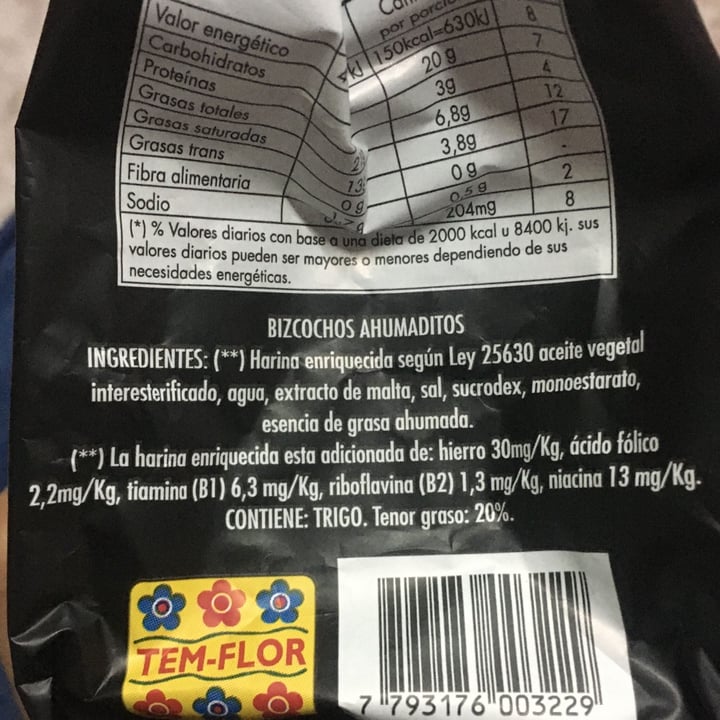 por
Valor energético 150kcal=630kJ 8
Carbohidratos 20 g 7
Proteínas 3g 4
Grasas totales 6,8g 12
Grasas saturadas 3,8g 17
Grasas trans 0 g -
Fibra alimentaria 0,5 g 2
Sodio 204mg 8
(*) % Valores diarios con base a una dieta de 2000 kcal u 8400 kj. sus
valores diarios pueden ser mayores o menores dependiendo de sus
necesidades energéticas.
BIZCOCHOS AHUMADITOS
INGREDIENTES: (**) Harina enriquecida según Ley 25630 aceite vegetal
interesterificado, agua, extracto de malta, sal, sucrodex, monoestarato,
esencia de grasa ahumada.
(**) La harina enriquecida esta adicionada de: hierro 30mg/Kg, ácido fólico
2,2mg/Kg, tiamina (B1) 6,3 mg/Kg, riboflavina (B2) 1,3 mg/Kg, niacina 13 mg/Kg.
CONTIENE: TRIGO. Tenor graso: 20%.
TEM-FLOR
7 793176 003229